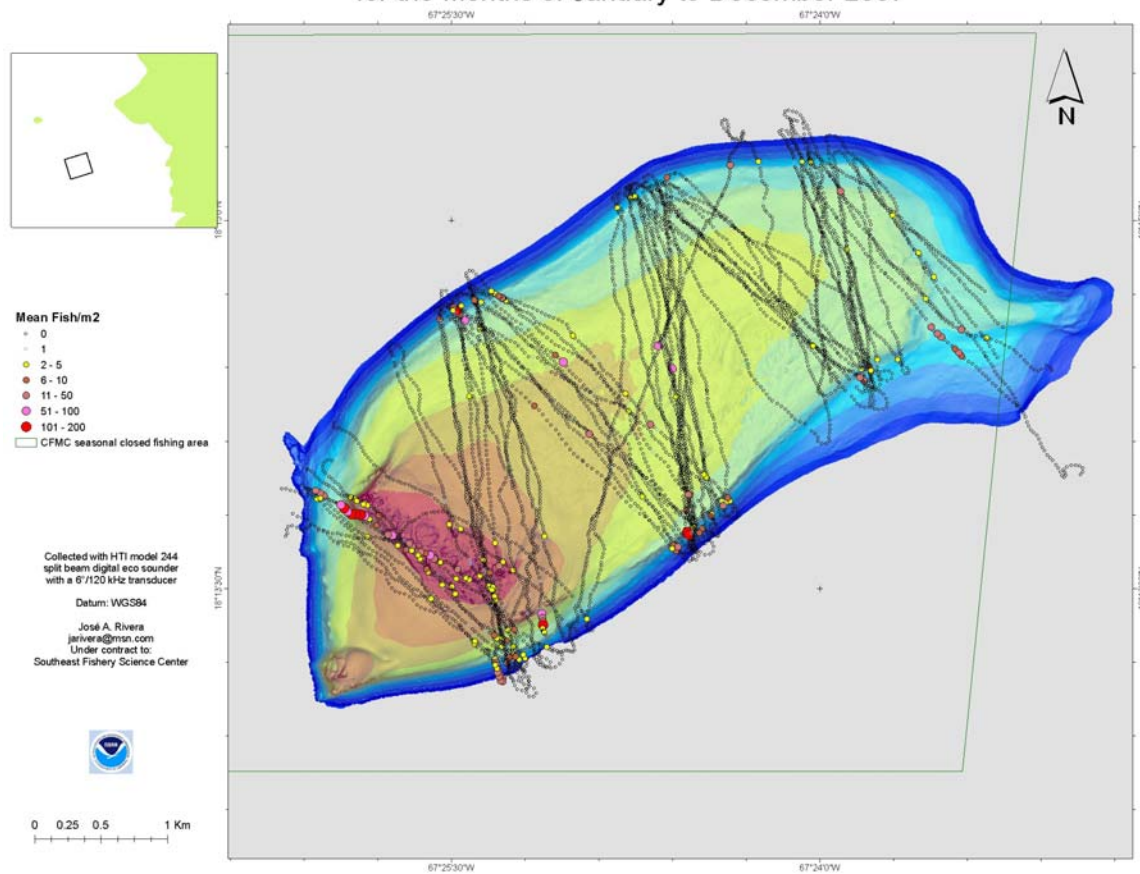 67°25'30"W 67°24'0"W
N
Mean Fish/m2
0
1
2 - 5
6 - 10
11 - 50
51 - 100
101 - 200
CFMC seasonal closed fishing area
Collected with HTI model 244
split beam digital eco sounder
with a 6°/120 kHz transducer
Datum: WGS84
José A. Rivera
jarivera@msn.com
Under contract to:
Southeast Fishery Science Center
18°13'30"N
0 0.25 0.5 1 Km
67°25'30"W 67°24'0"W